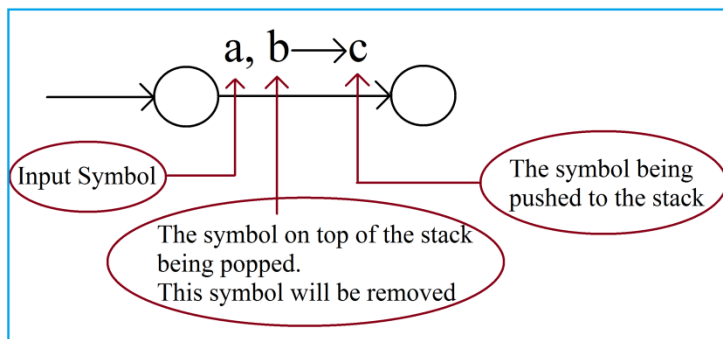 a, b⟶c
Input Symbol
The symbol being
pushed to the stack
The symbol on top of the stack
being popped.
This symbol will be removed